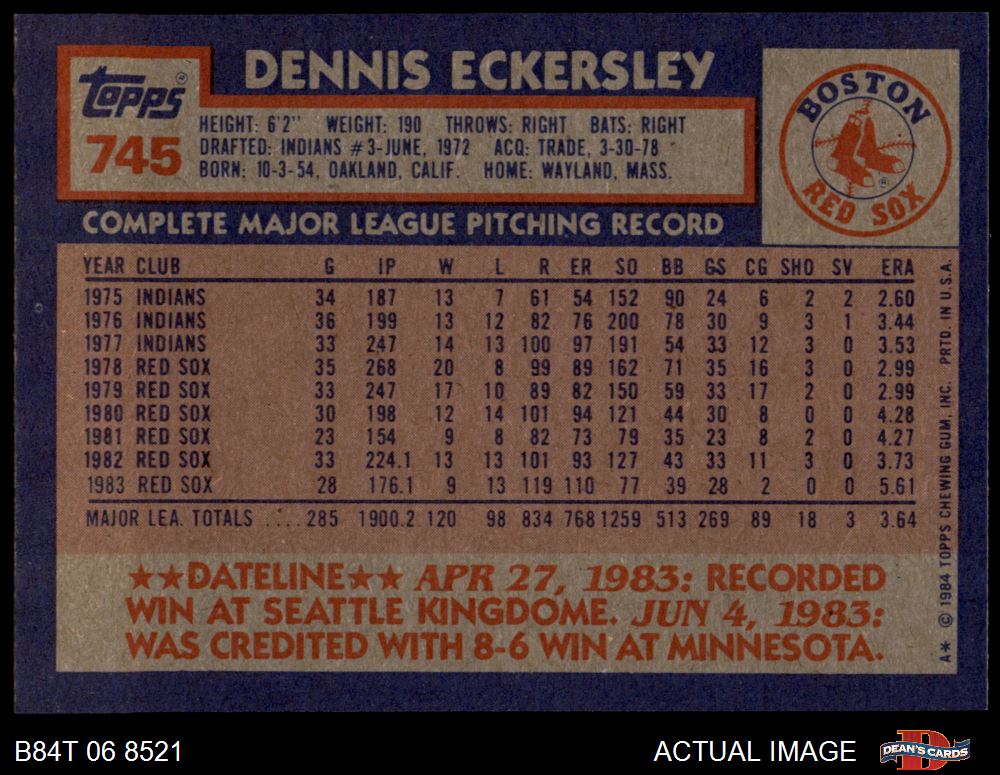 DENNIS ECKERSLEY
Topps®
745
HEIGHT: 6'2" WEIGHT: 190 THROWS: RIGHT BATS: RIGHT
DRAFTED: INDIANS #3-JUNE, 1972 ACQ: TRADE, 3-30-78
BORN: 10-3-54, OAKLAND, CALIF. HOME: WAYLAND, MASS.
BOSTON
RED SOX
®
COMPLETE MAJOR LEAGUE PITCHING RECORD
YEAR CLUB G IP W L R ER SO BB GS CG SHO SV ERA
1975 INDIANS 34 187 13 7 61 54 152 90 24 6 2 2 2.60
1976 INDIANS 36 199 13 12 82 76 200 78 30 9 3 1 3.44
1977 INDIANS 33 247 14 13 100 97 191 54 33 12 3 0 3.53
1978 RED SOX 35 268 20 8 99 89 162 71 35 16 3 0 2.99
1979 RED SOX 33 247 17 10 89 82 150 59 33 17 2 0 2.99
1980 RED SOX 30 198 12 14 101 94 121 44 30 8 0 0 4.28
1981 RED SOX 23 154 9 8 82 73 79 35 23 8 2 0 4.27
1982 RED SOX 33 224.1 13 13 101 93 127 43 33 11 3 0 3.73
1983 RED SOX 28 176.1 9 13 119 110 77 39 28 2 0 0 5.61
MAJOR LEA. TOTALS ....285 1900.2 120 98 834 768 1259 513 269 89 18 3 3.64
★★DATELINE★★ APR 27, 1983: RECORDED
WIN AT SEATTLE KINGDOME. JUN 4, 1983:
WAS CREDITED WITH 8-6 WIN AT MINNESOTA.
A* © 1984 TOPPS CHEWING GUM, INC. PRTD. IN U.S.A.
B84T 06 8521
ACTUAL IMAGE
D
DEAN'S CARDS